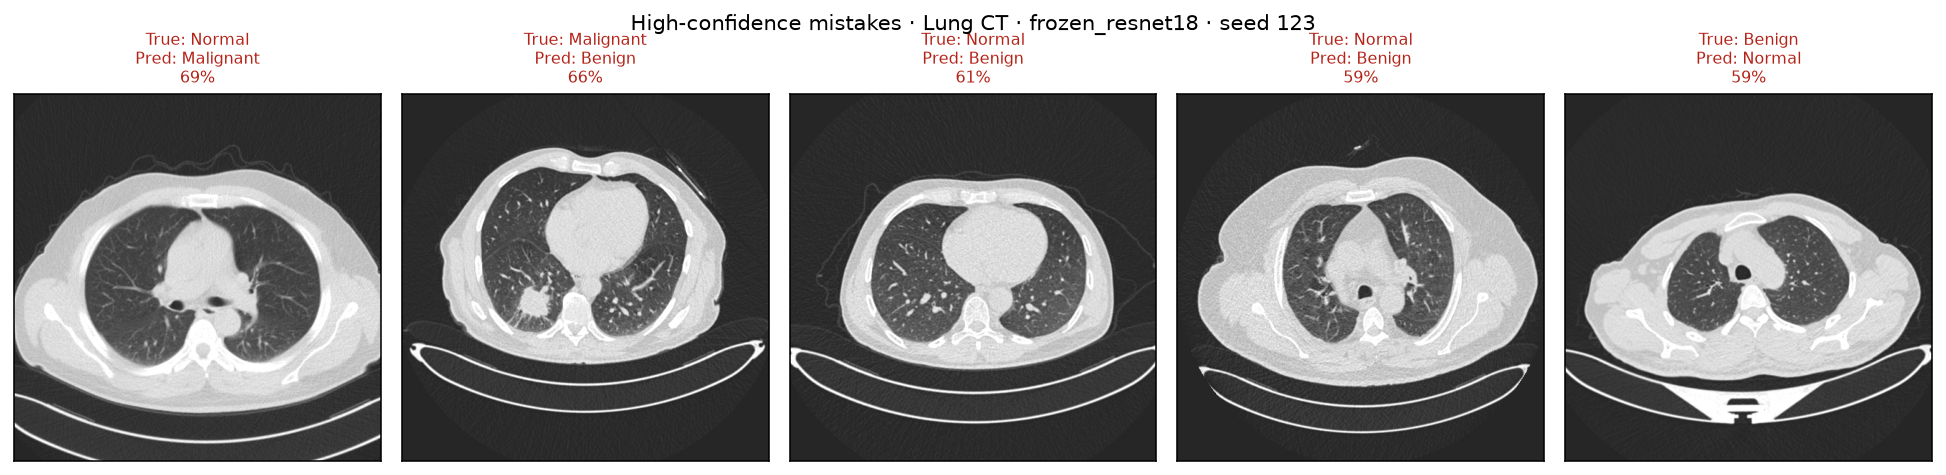 High-confidence mistakes · Lung CT · frozen_resnet18 · seed 123
True: Normal
Pred: Malignant
69%
True: Malignant
Pred: Benign
66%
True: Normal
Pred: Benign
61%
True: Normal
Pred: Benign
59%
True: Benign
Pred: Normal
59%